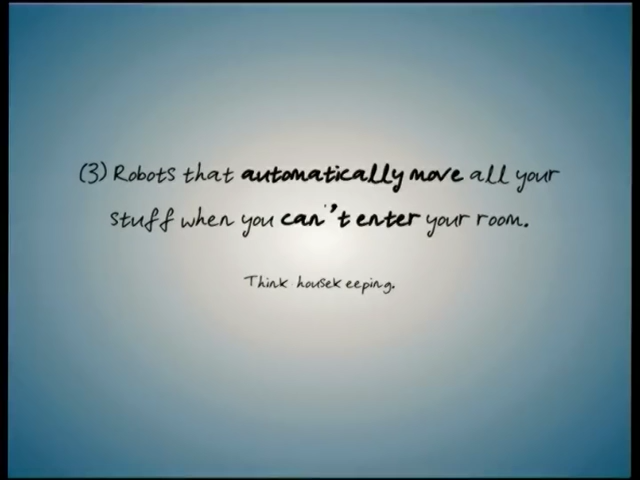 (3) Robots that automatically move all your
stuff when you can't enter your room.
Think housekeeping.